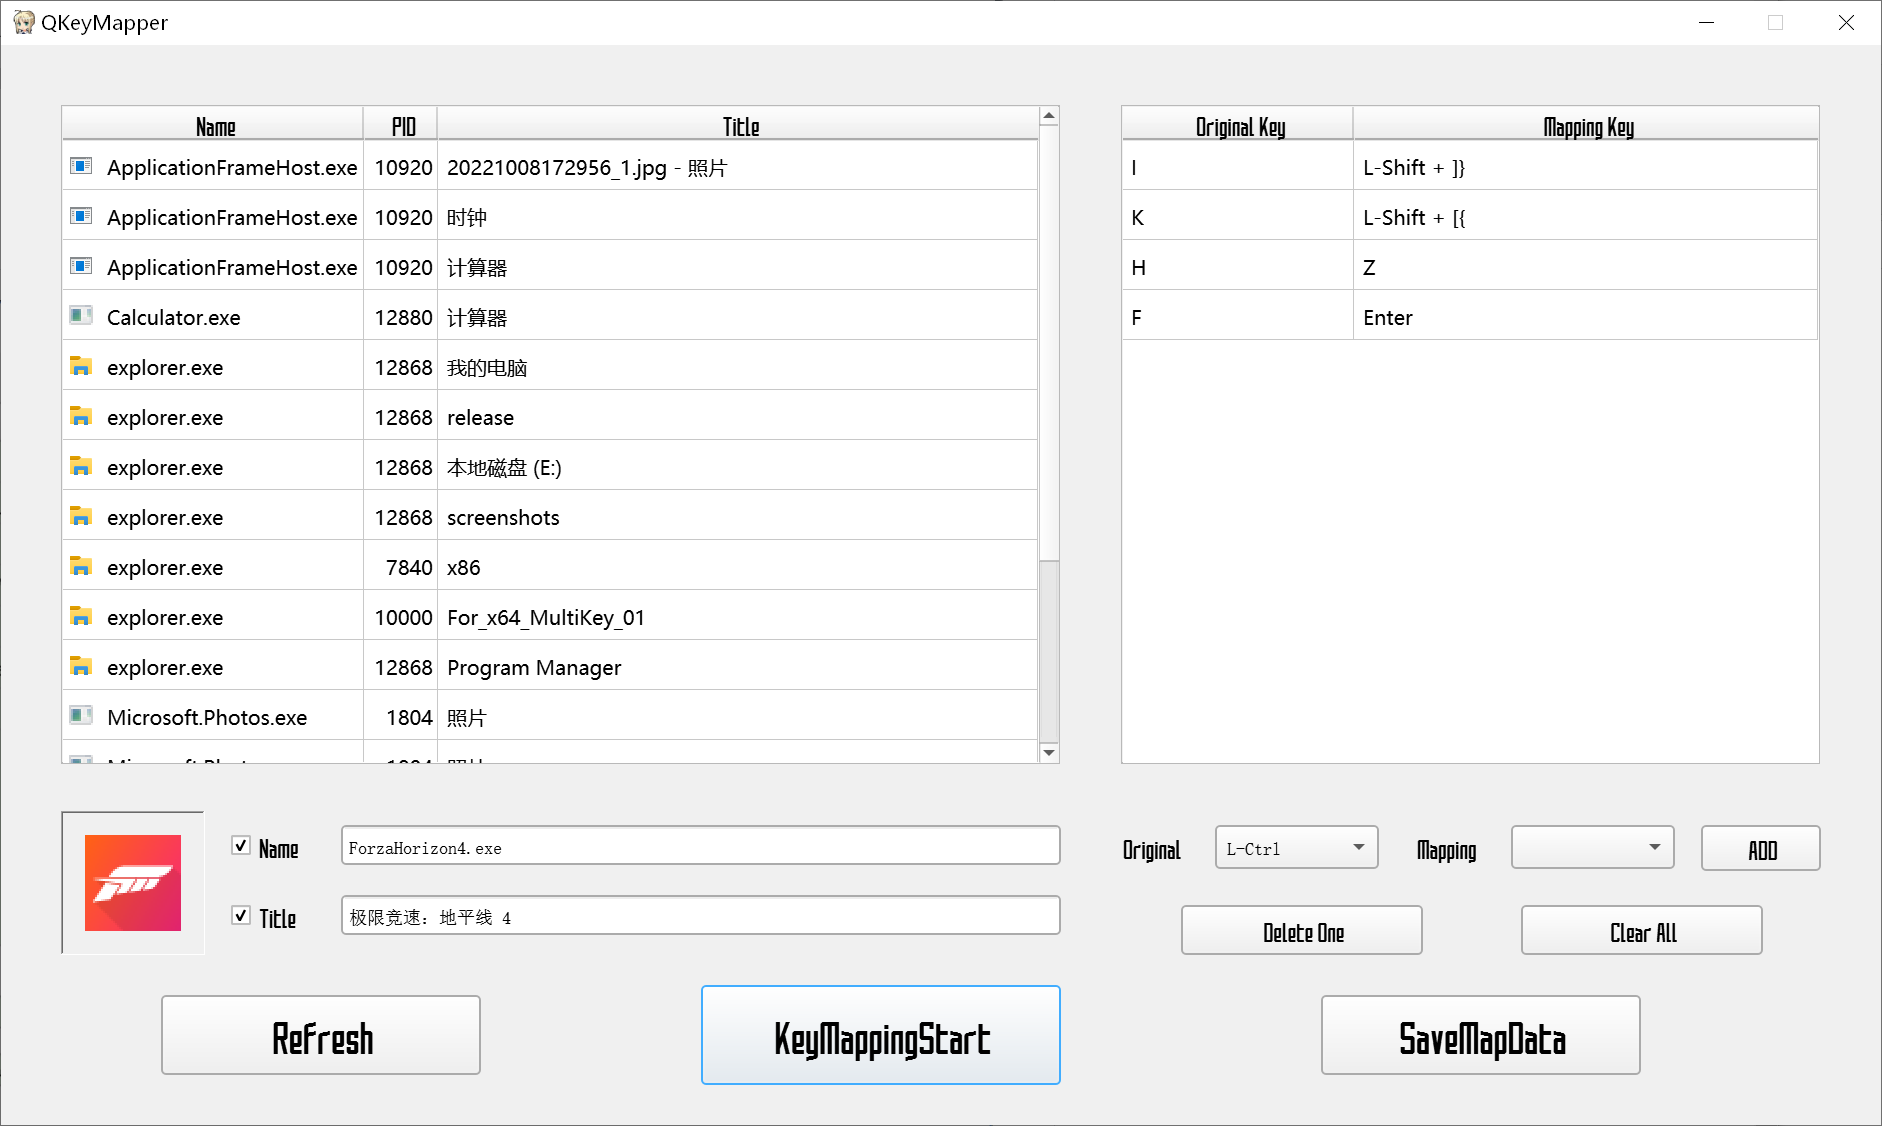 QKeyMapper
Name PID Title
ApplicationFrameHost.exe 10920 20221008172956_1.jpg - 照片
ApplicationFrameHost.exe 10920 时钟
ApplicationFrameHost.exe 10920 计算器
Calculator.exe 12880 计算器
explorer.exe 12868 我的电脑
explorer.exe 12868 release
explorer.exe 12868 本地磁盘 (E:)
explorer.exe 12868 screenshots
explorer.exe 7840 x86
explorer.exe 10000 For_x64_MultiKey_01
explorer.exe 12868 Program Manager
Microsoft.Photos.exe 1804 照片
Original Key Mapping Key
I L-Shift + ]}
K L-Shift + [{
H Z
F Enter
Name ForzaHorizon4.exe
Title 极限竞速：地平线 4
Original L-Ctrl Mapping ADD
Delete One Clear All
Refresh KeyMappingStart SaveMapData